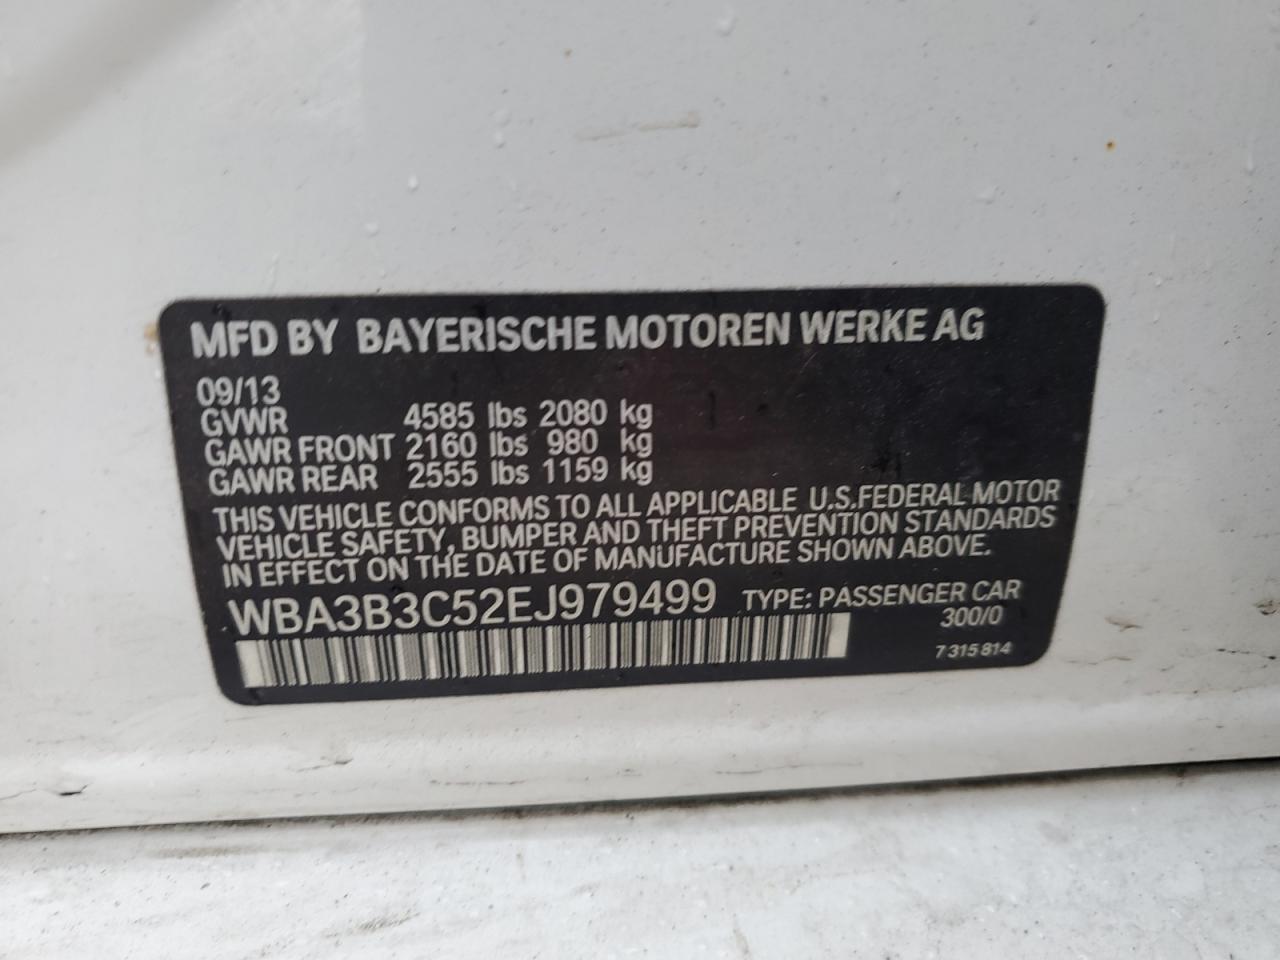 MFD BY BAYERISCHE MOTOREN WERKE AG
09/13
GVWR 4585 lbs 2080 kg
GAWR FRONT 2160 lbs 980 kg
GAWR REAR 2555 lbs 1159 kg
THIS VEHICLE CONFORMS TO ALL APPLICABLE U.S.FEDERAL MOTOR
VEHICLE SAFETY, BUMPER AND THEFT PREVENTION STANDARDS
IN EFFECT ON THE DATE OF MANUFACTURE SHOWN ABOVE.
WBA3B3C52EJ979499 TYPE: PASSENGER CAR
300/0
7 315 814